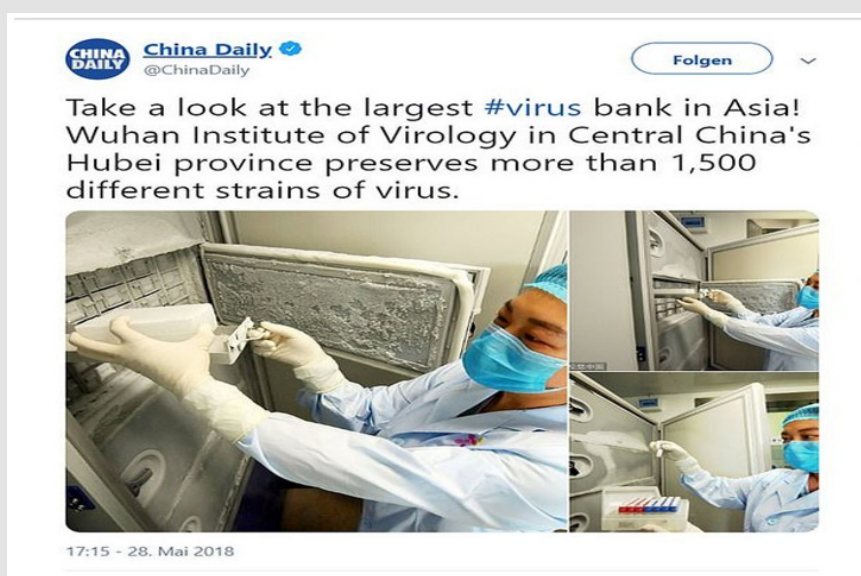 CHINA
DAILY
China Daily
@ChinaDaily
Folgen
Take a look at the largest #virus bank in Asia!
Wuhan Institute of Virology in Central China's
Hubei province preserves more than 1,500
different strains of virus.
17:15 - 28. Mai 2018